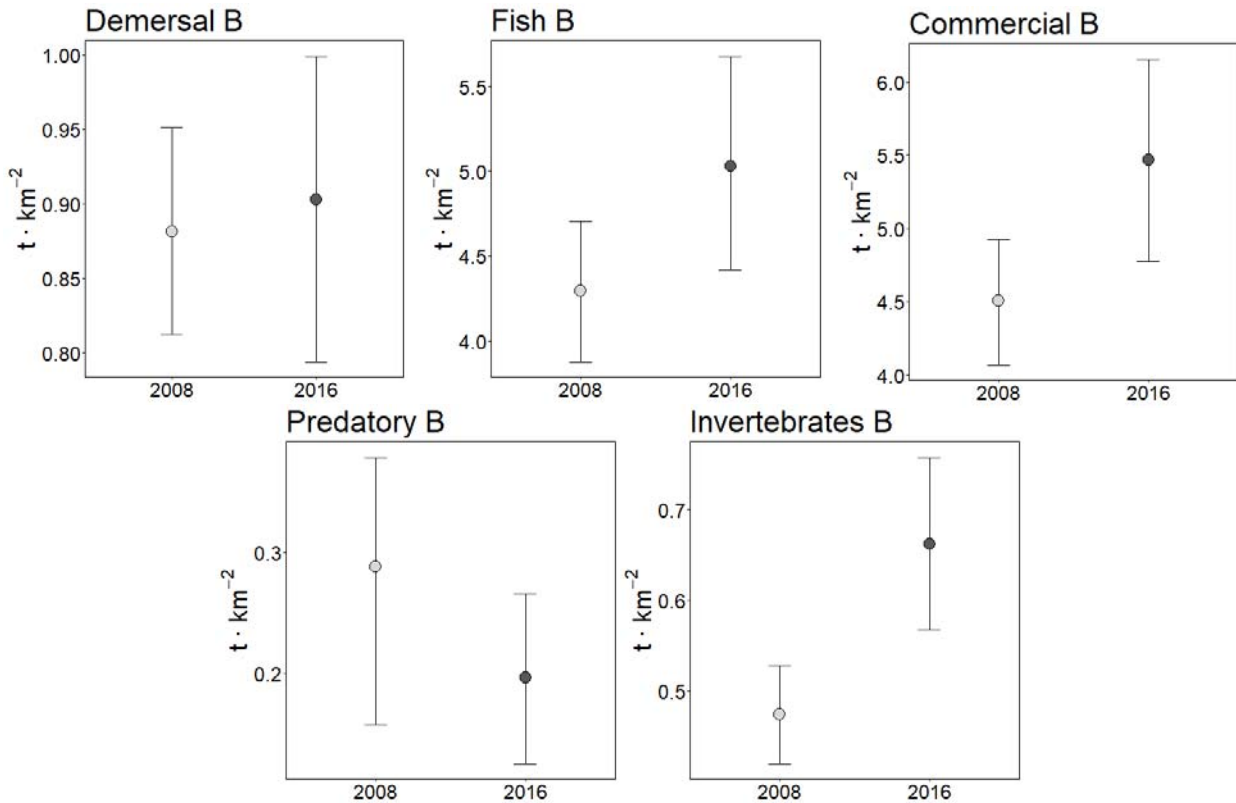 Demersal B
t · km⁻²
1.00
0.95
0.90
0.85
0.80
2008 2016
Fish B
5.5
5.0
4.5
4.0
2008 2016
Commercial B
t · km⁻²
6.0
5.5
5.0
4.5
4.0
2008 2016
Predatory B
t · km⁻²
0.3
0.2
2008 2016
Invertebrates B
t · km⁻²
0.7
0.6
0.5
2008 2016